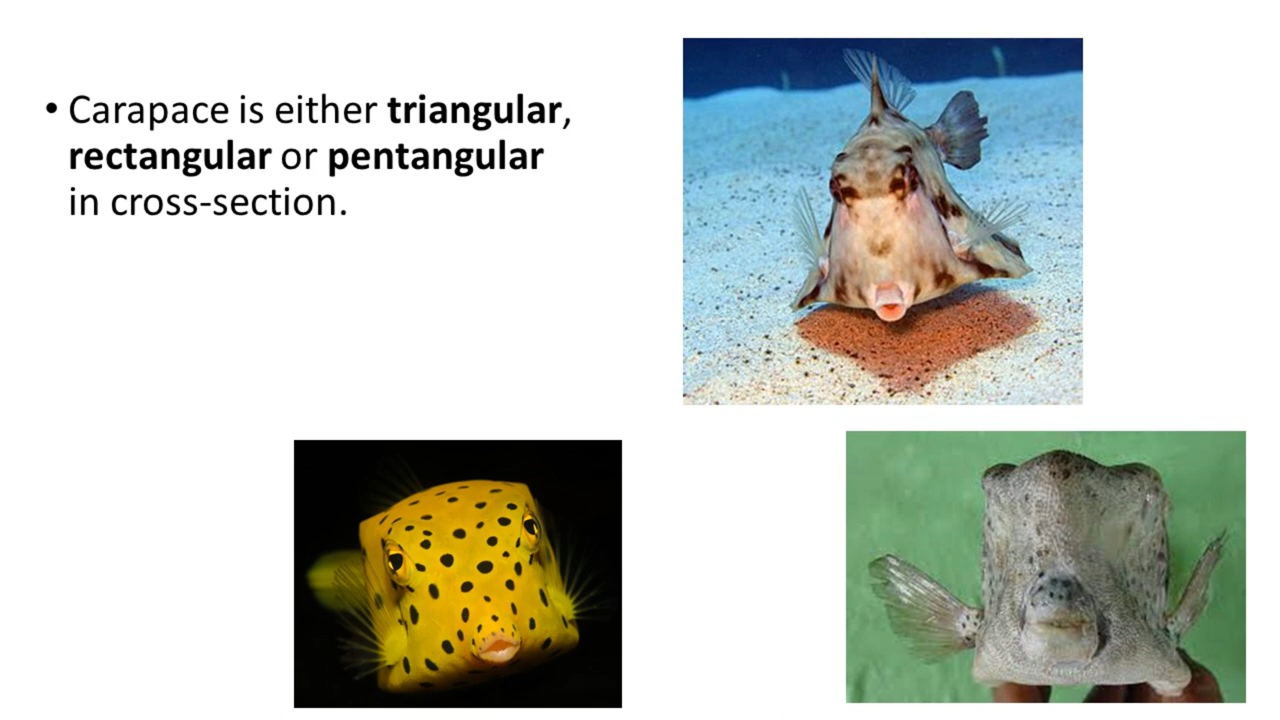 • Carapace is either triangular,
rectangular or pentangular
in cross-section.